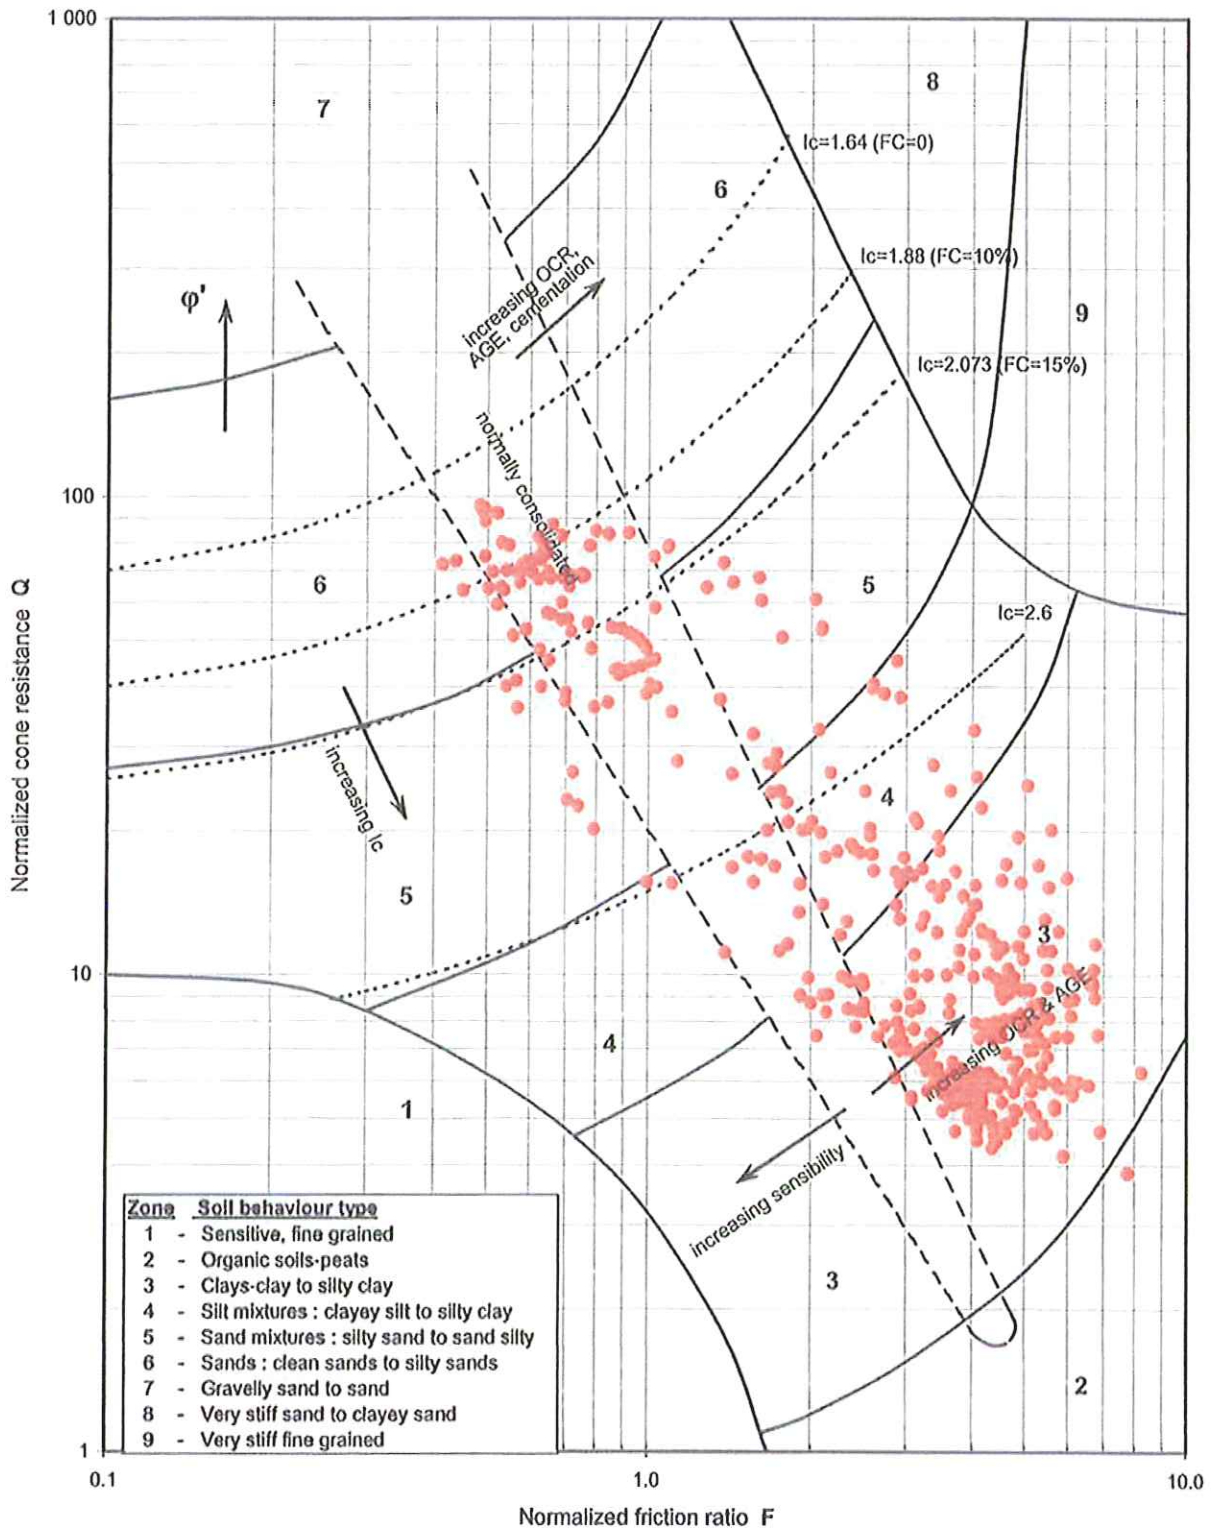 1 000
7
8
Ic=1.64 (FC=0)
6
Ic=1.88 (FC=10%)
increasing OCR,
AGE, cementation
φ'
9
Ic=2.073 (FC=15%)
normally consolidated
100
6
5
Ic=2.6
increasing Ic
4
5
3
10
increasing OCR & AGE
4
1
increasing sensibility
3
2
Zone Soil behaviour type
1 - Sensitive, fine grained
2 - Organic soils-peats
3 - Clays-clay to silty clay
4 - Silt mixtures : clayey silt to silty clay
5 - Sand mixtures : silty sand to sand silty
6 - Sands : clean sands to silty sands
7 - Gravelly sand to sand
8 - Very stiff sand to clayey sand
9 - Very stiff fine grained
1
0.1
1.0
10.0
Normalized cone resistance Q
Normalized friction ratio F